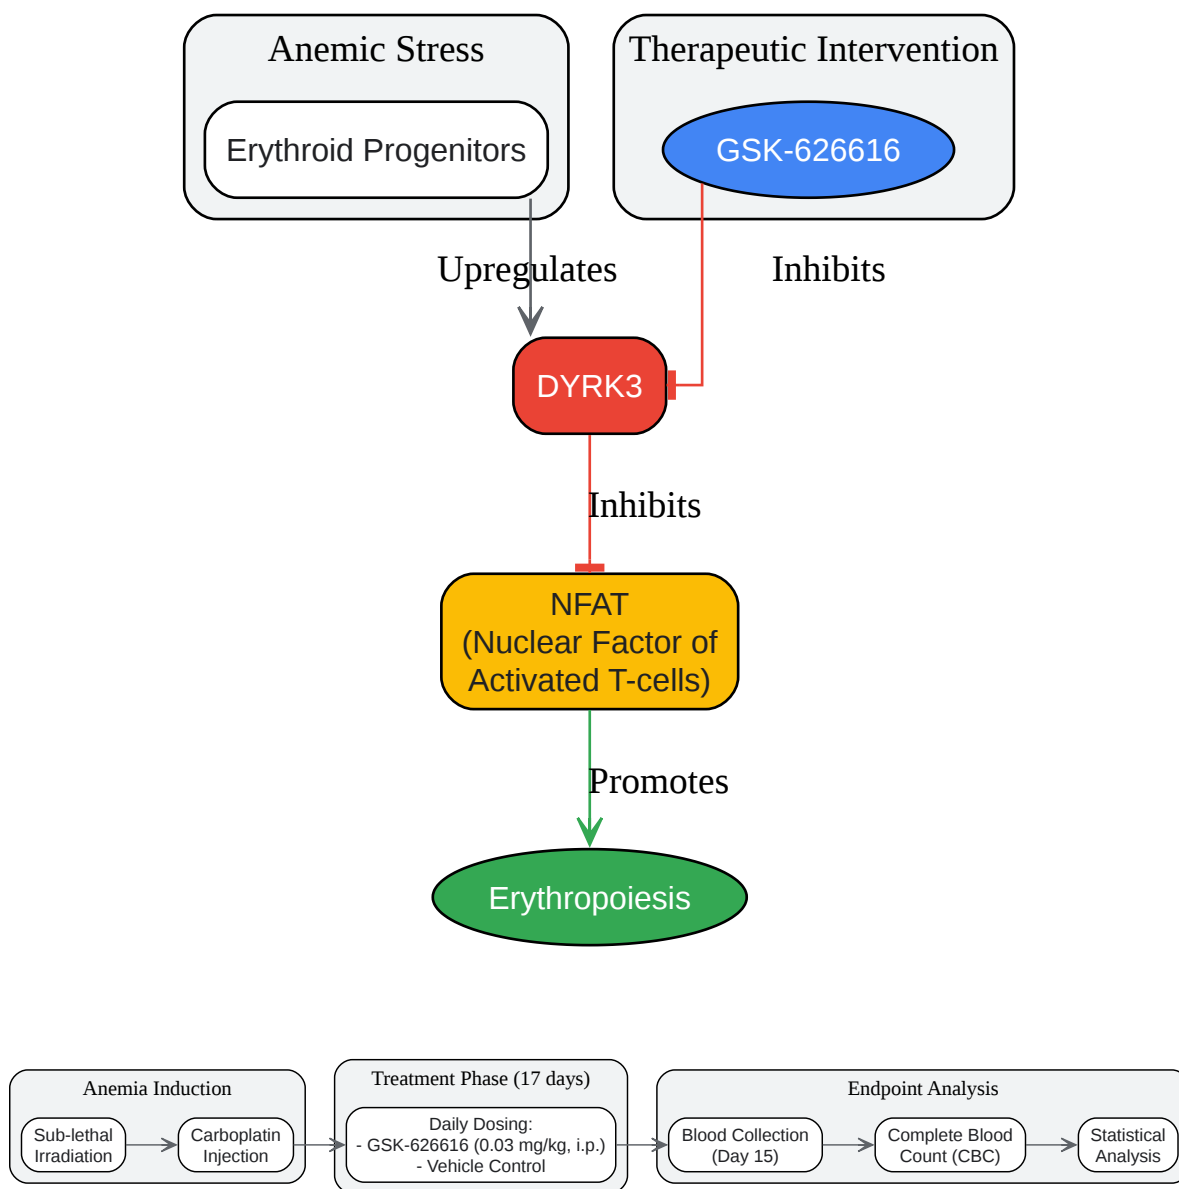 Anemic Stress
Therapeutic Intervention
Erythroid Progenitors
GSK-626616
Upregulates
Inhibits
DYRK3
Inhibits
NFAT
(Nuclear Factor of
Activated T-cells)
Promotes
Erythropoiesis
Anemia Induction
Sub-lethal
Irradiation
Carboplatin
Injection
Treatment Phase (17 days)
Daily Dosing:
- GSK-626616 (0.03 mg/kg, i.p.)
- Vehicle Control
Endpoint Analysis
Blood Collection
(Day 15)
Complete Blood
Count (CBC)
Statistical
Analysis